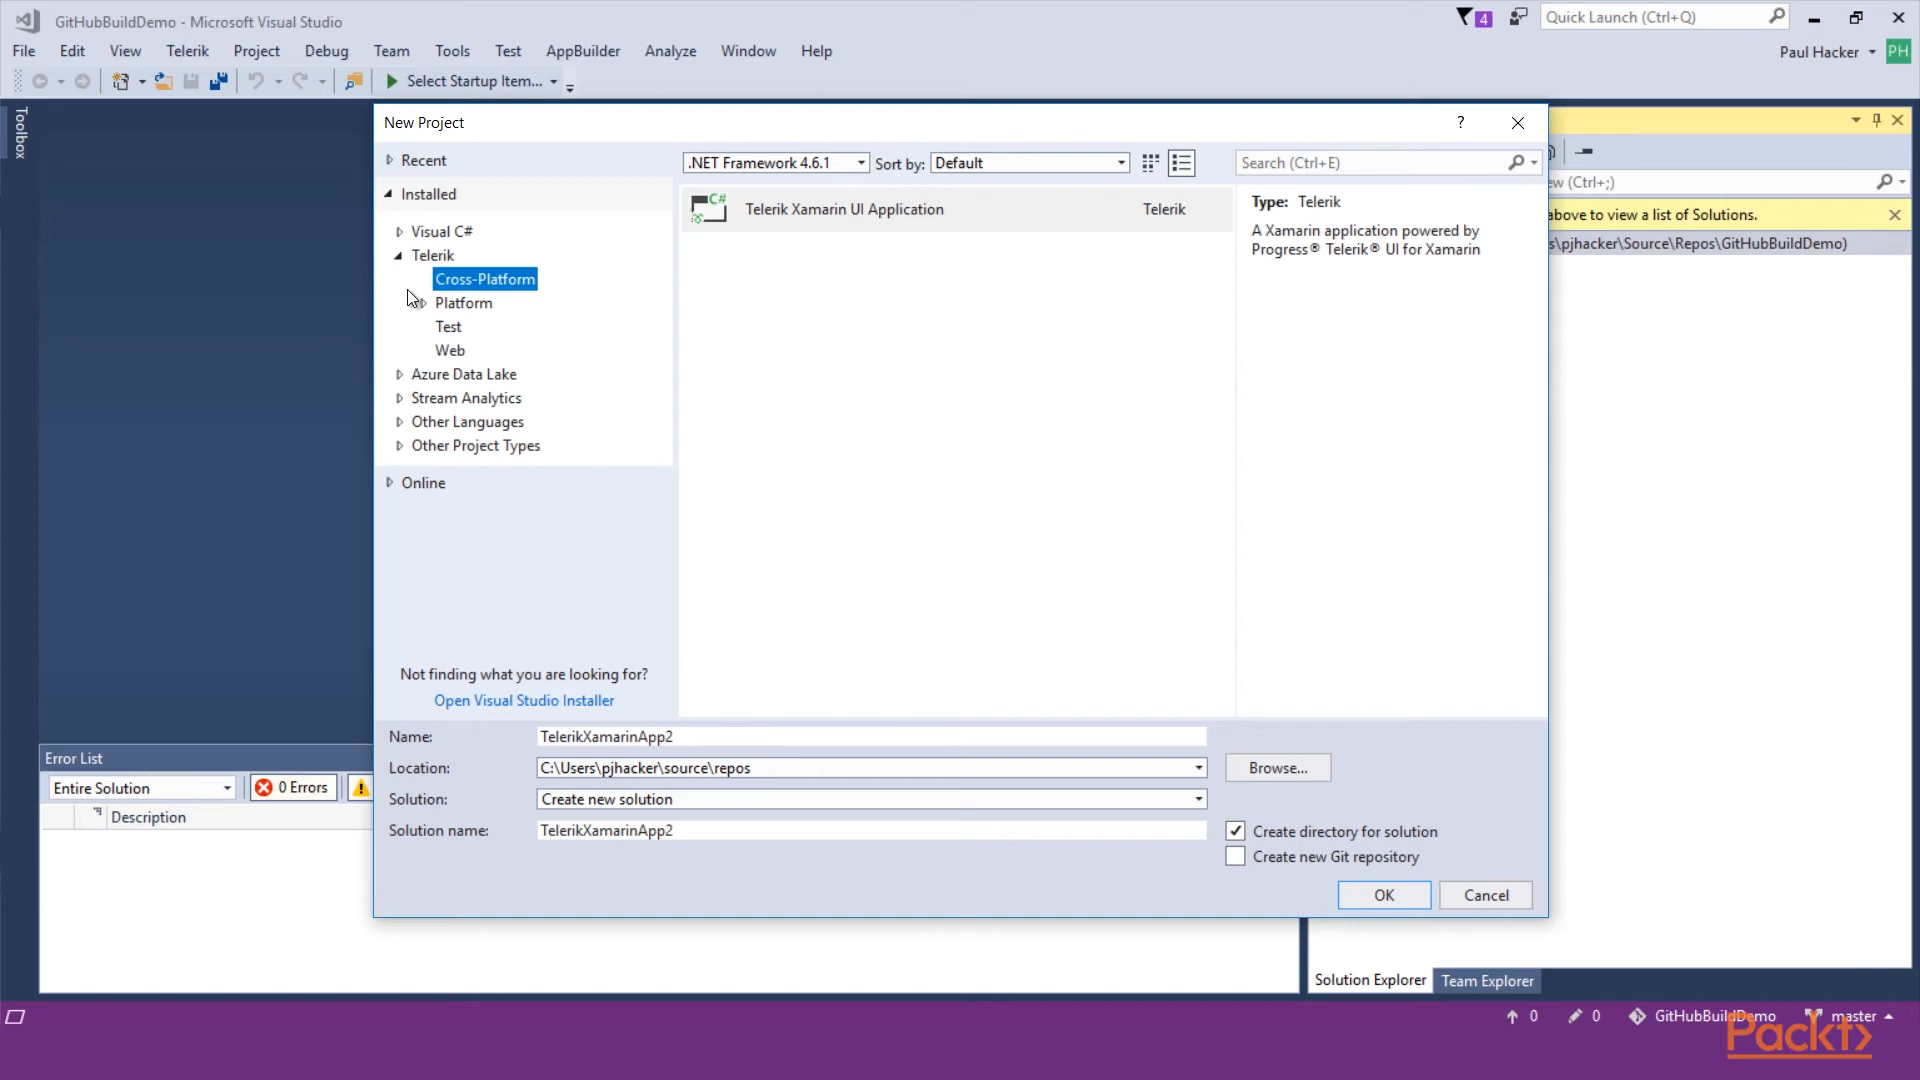 GitHubBuildDemo - Microsoft Visual Studio
4
Quick Launch (Ctrl+Q)
File Edit View Telerik Project Debug Team Tools Test AppBuilder Analyze Window Help
Paul Hacker
PH
Select Startup Item...
Toolbox
New Project
?
Recent
.NET Framework 4.6.1
Sort by:
Default
Search (Ctrl+E)
Installed
Visual C#
Telerik
Cross-Platform
Platform
Test
Web
Azure Data Lake
Stream Analytics
Other Languages
Other Project Types
Online
C#
Telerik Xamarin UI Application
Telerik
Type: Telerik
A Xamarin application powered by
Progress® Telerik® UI for Xamarin
(Ctrl+;)
above to view a list of Solutions.
\pjhacker\Source\Repos\GitHubBuildDemo)
Not finding what you are looking for?
Open Visual Studio Installer
Name:
TelerikXamarinApp2
Location:
C:\Users\pjhacker\source\repos
Browse...
Solution:
Create new solution
Solution name:
TelerikXamarinApp2
Create directory for solution
Create new Git repository
OK
Cancel
Error List
Entire Solution
0 Errors
Description
Solution Explorer
Team Explorer
0
0
GitHubBuildDemo
master
Packt>